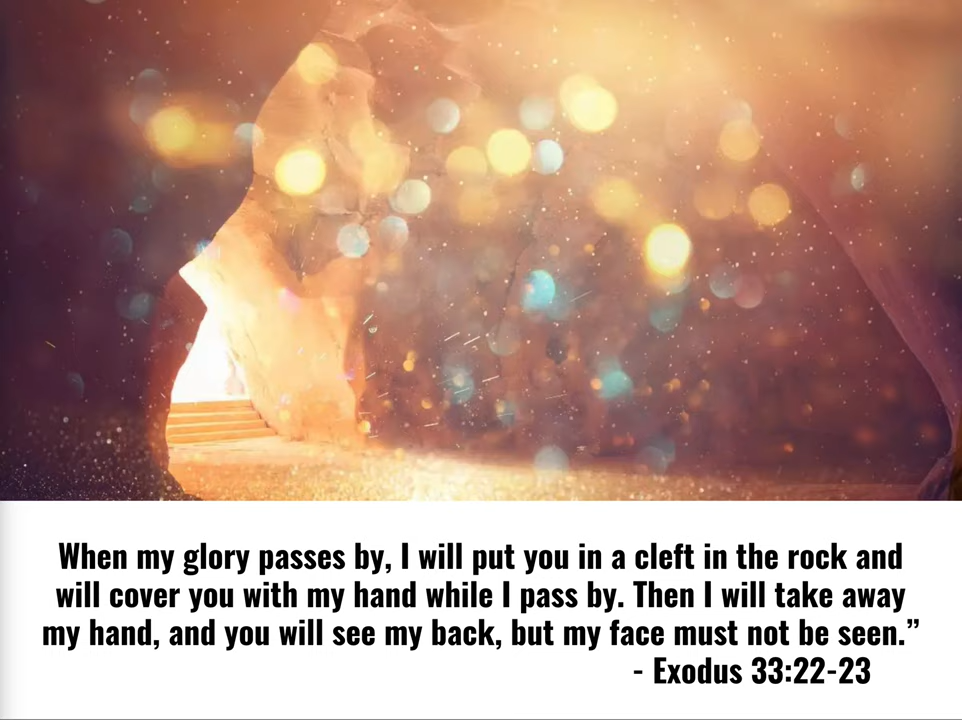 When my glory passes by, I will put you in a cleft in the rock and
will cover you with my hand while I pass by. Then I will take away
my hand, and you will see my back, but my face must not be seen.”
- Exodus 33:22-23